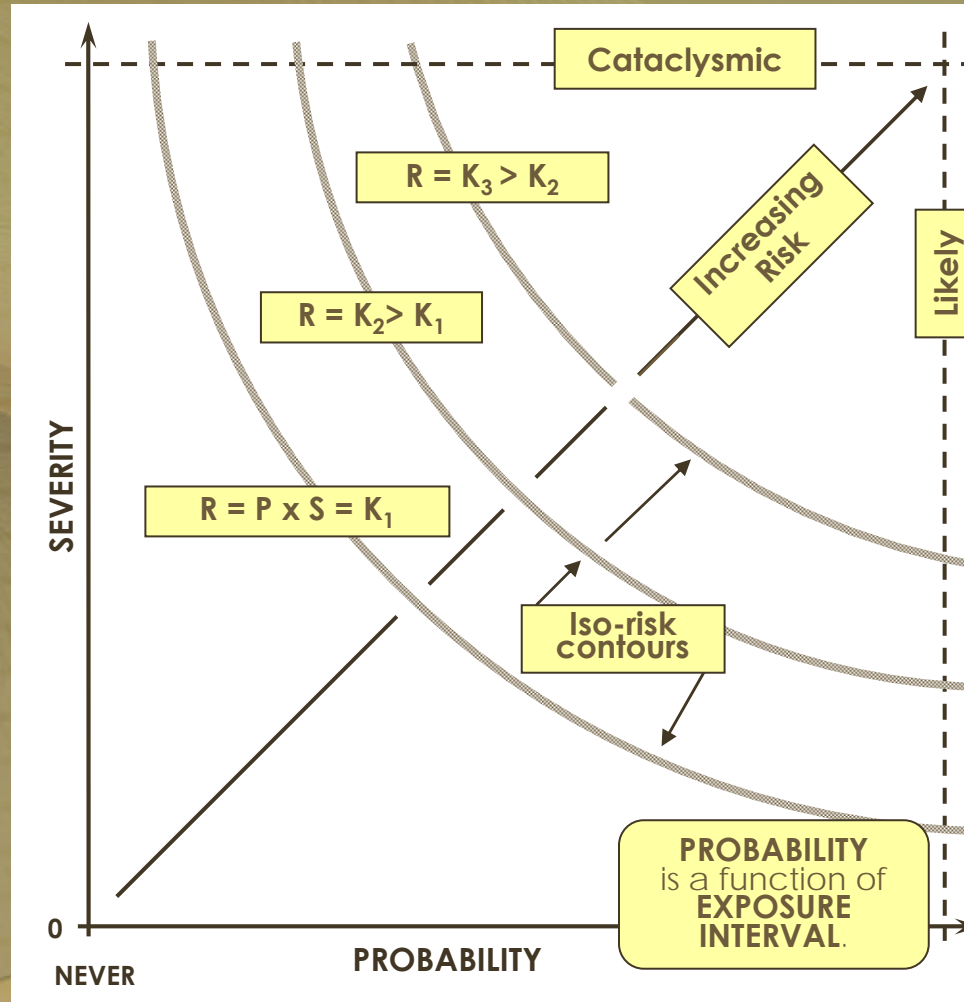 Cataclysmic
R = K₃ > K₂
Increasing
Risk
Likely
R = K₂> K₁
SEVERITY
R = P x S = K₁
Iso-risk
contours
PROBABILITY
is a function of
EXPOSURE
INTERVAL.
0
PROBABILITY
NEVER